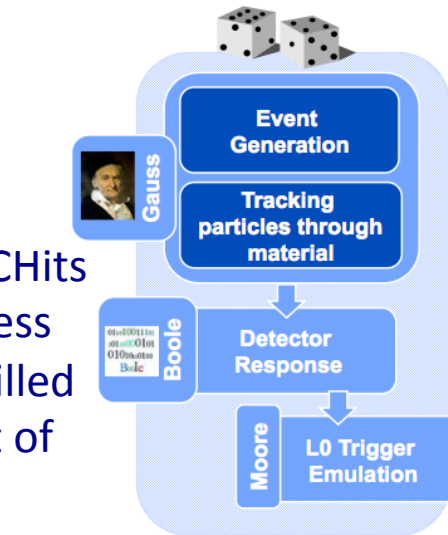 Event
Generation
Gauss
Tracking
particles through
material
CHits
ess
illed
t of
Boole
Boole
Detector
Response
Moore
L0 Trigger
Emulation